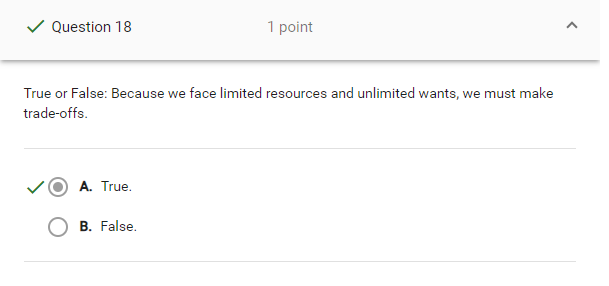 Question 18 1 point
True or False: Because we face limited resources and unlimited wants, we must make
trade-offs.
A. True.
B. False.